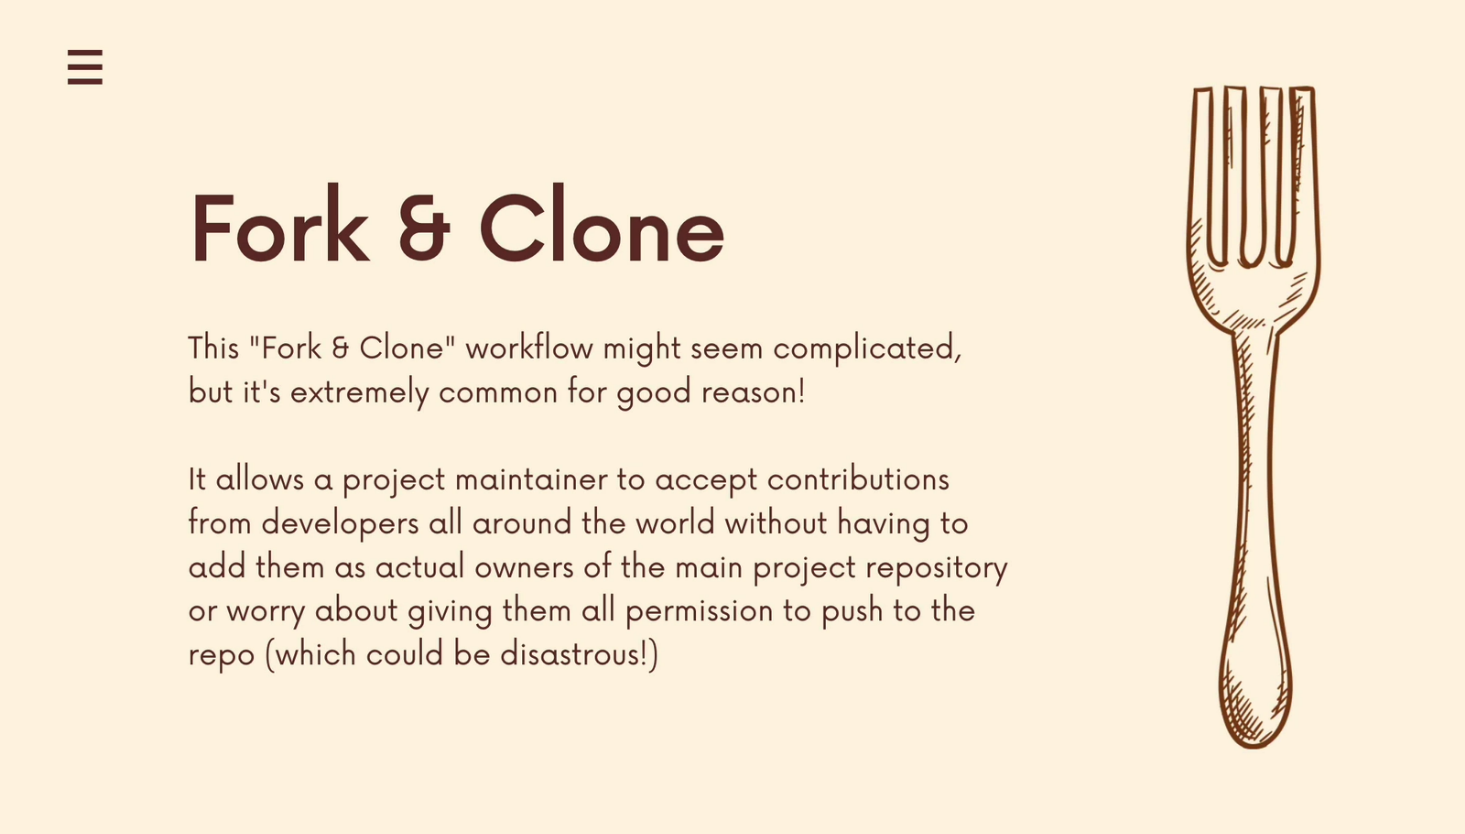 Fork & Clone
This "Fork & Clone" workflow might seem complicated,
but it's extremely common for good reason!
It allows a project maintainer to accept contributions
from developers all around the world without having to
add them as actual owners of the main project repository
or worry about giving them all permission to push to the
repo (which could be disastrous!)